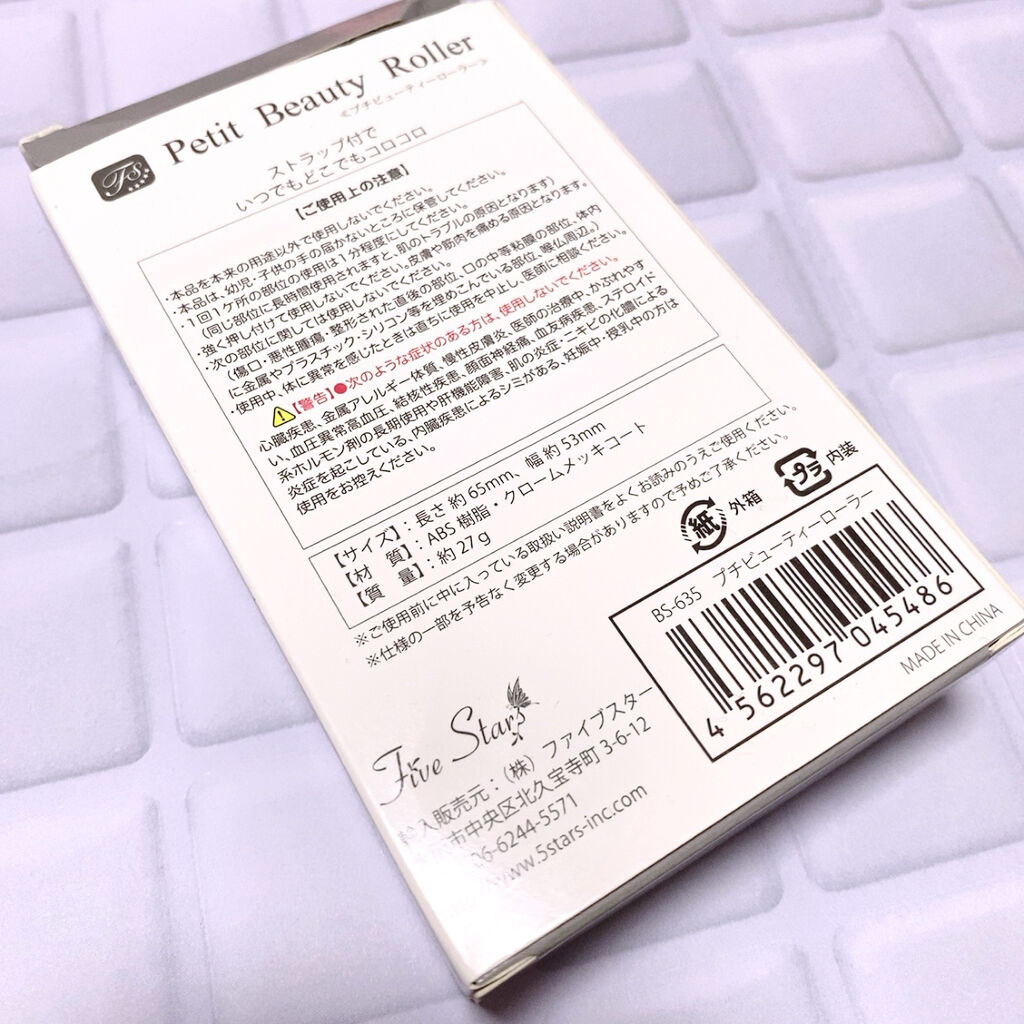 FS
Petit Beauty Roller
≪プチビューティーローラー≫
ストラップ付で
いつでもどこでもコロコロ
【ご使用上の注意】
・本品を本来の用途以外で使用しないでください。
・本品は、幼児・子供の手の届かないところに保管してください。
・1回1ケ所の部位の使用は1分程度にしてください。
(同じ部位に長時間使用されますと、肌のトラブルの原因となります)
・強く押し付けて使用しないでください。皮膚や筋肉を痛める原因となります。
・次の部位に関しては使用しないでください。
(傷口・悪性腫瘍・整形された直後の部位、口の中等粘膜の部位、体内
に金属やプラスチック・シリコン等を埋めこんでいる部位、喉仏周辺。)
・使用中、体に異常を感じたときは直ちに使用を中止し、医師に相談ください。
【警告】●次のような症状のある方は、使用しないでください。
心臓疾患、金属アレルギー体質、慢性皮膚炎、医師の治療中、かぶれやす
い、血圧異常高血圧、結核性疾患、顔面神経痛、血友病疾患、ステロイド
系ホルモン剤の長期使用や肝機能障害、肌の炎症、ニキビの化膿による
炎症を起こしている、内臓疾患によるシミがある、妊娠中・授乳中の方は
使用をお控えください。
【サイズ】:長さ約65mm、幅約53mm
【材 質】:ABS樹脂・クロームメッキコート
【質 量】:約27g
※ご使用前に中に入っている取扱い説明書をよくお読みのうえご使用ください。
※仕様の一部を予告なく変更する場合がありますので予めご了承ください。
紙 外箱 プラ 内装
BS-635 プチビューティーローラー
4 562297 045486
MADE IN CHINA
Five Stars
輸入販売元:(株)ファイブスター
市中央区北久宝寺町3-6-12
06-6244-5571
www.5stars-inc.com